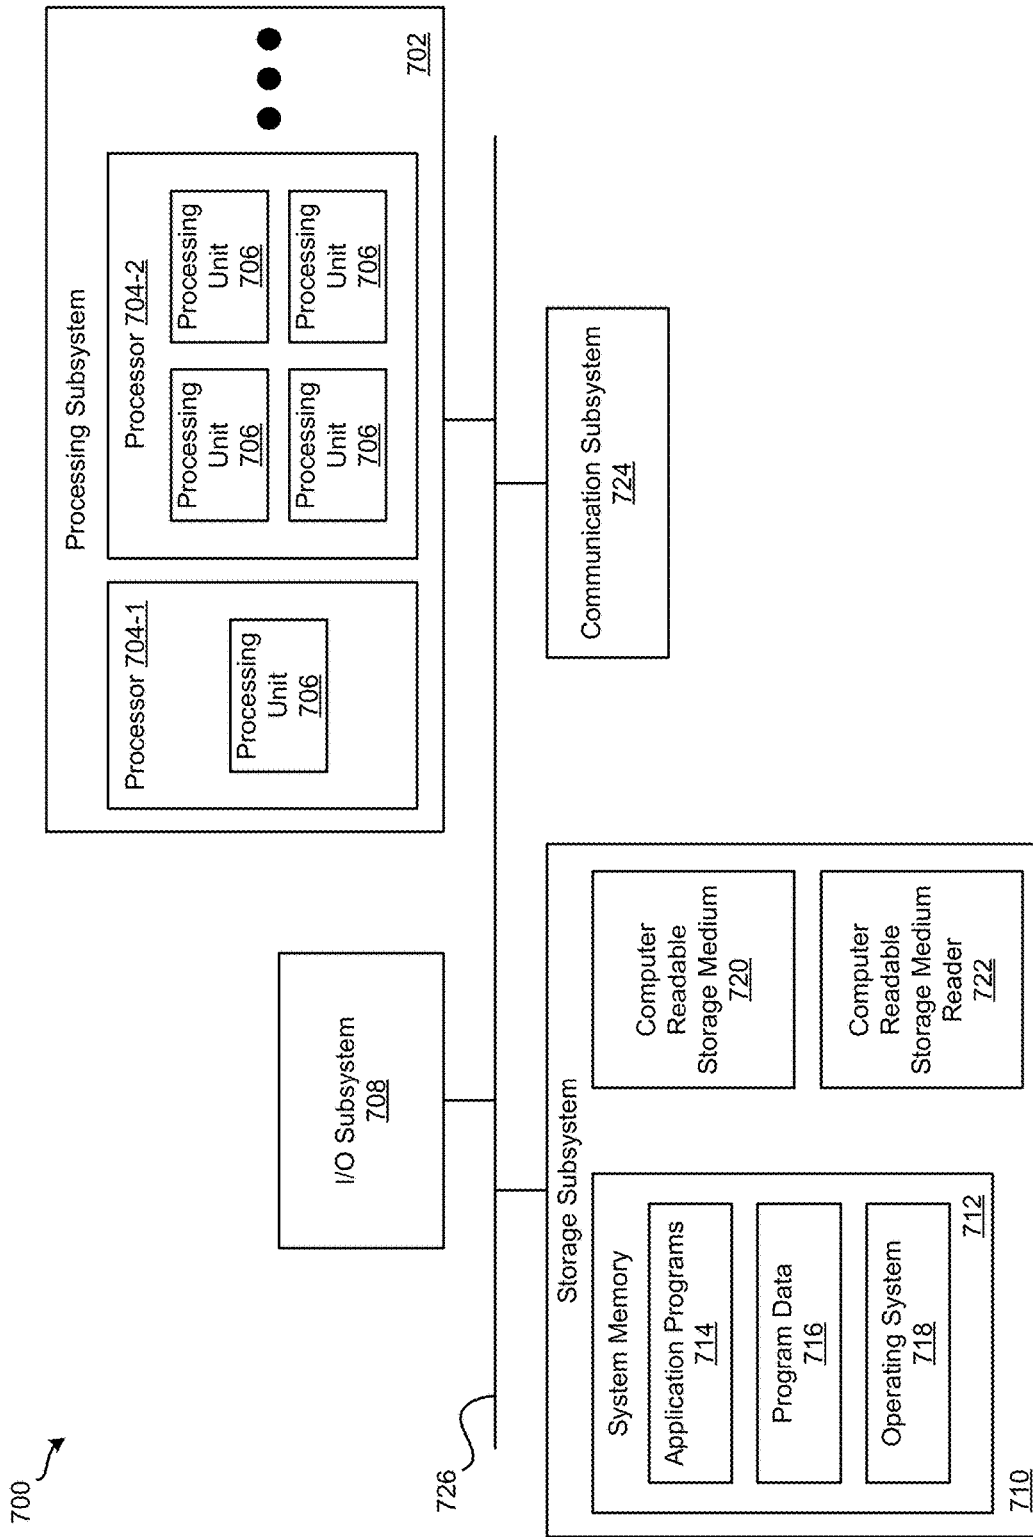 700
726
I/O Subsystem
708
Processing Subsystem
Processor 704-1
Processing
Unit
706
Processor 704-2
Processing
Unit
706
Processing
Unit
706
Processing
Unit
706
Processing
Unit
706
702
Storage Subsystem
System Memory
Application Programs
714
Program Data
716
Operating System
718
712
Computer
Readable
Storage Medium
720
Computer
Readable
Storage Medium
Reader
722
710
Communication Subsystem
724